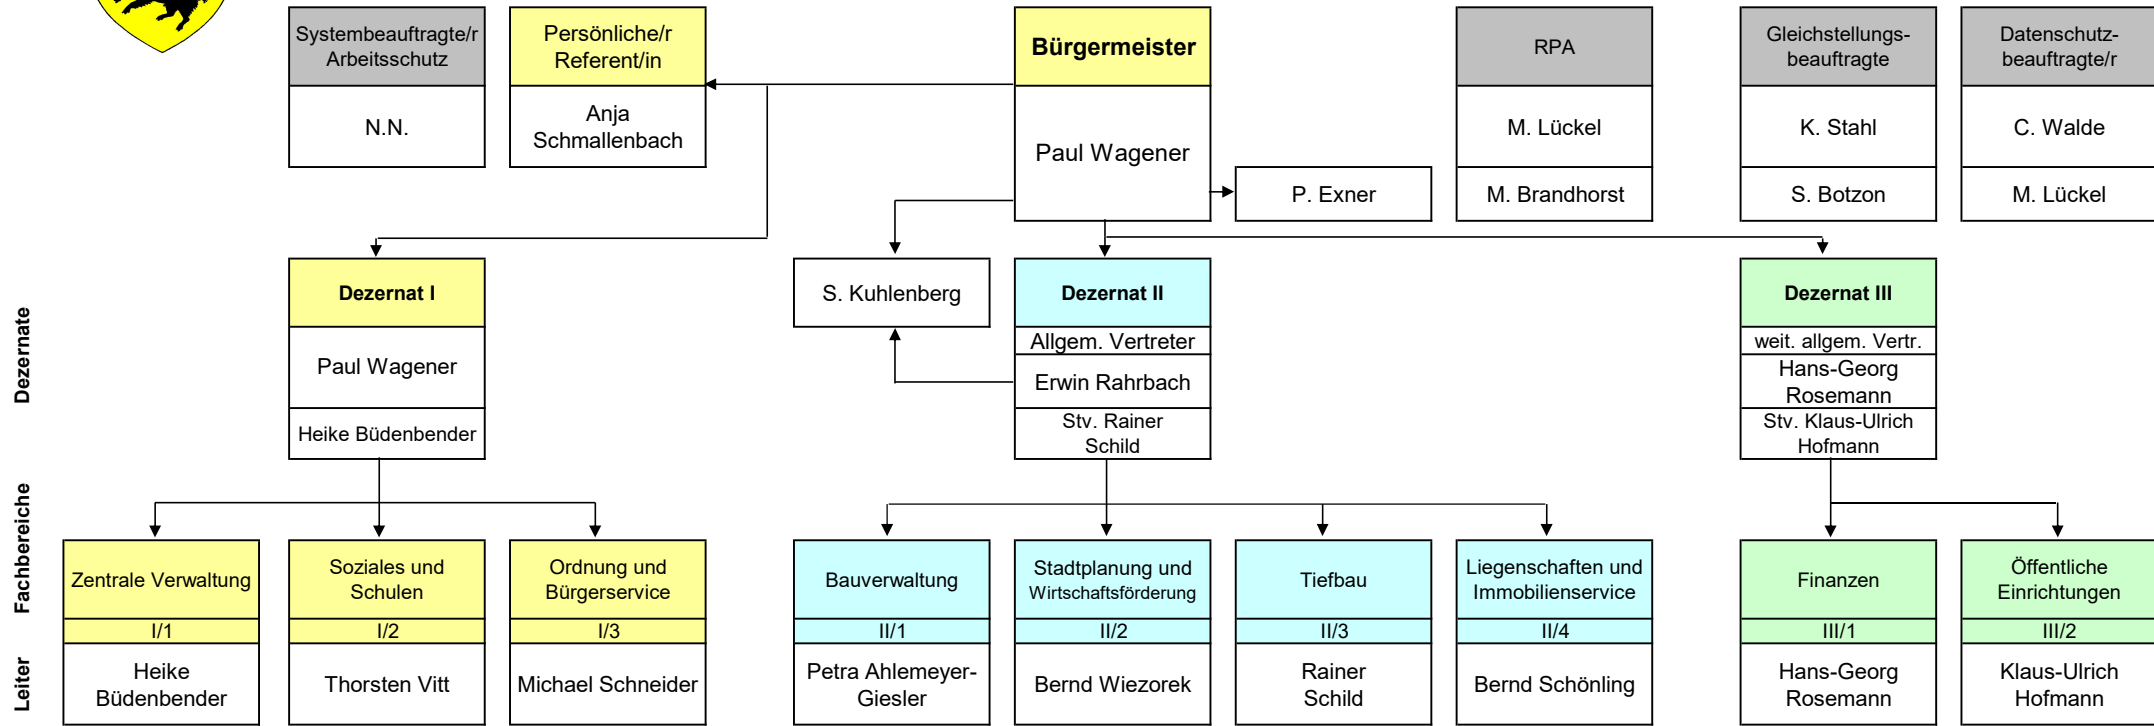 Systembeauftragte/r
Arbeitsschutz
N.N.
Persönliche/r
Referent/in
Anja
Schmallenbach
Bürgermeister
Paul Wagener
P. Exner
RPA
M. Lückel
M. Brandhorst
Gleichstellungs-
beauftragte
K. Stahl
S. Botzon
Datenschutz-
beauftragte/r
C. Walde
M. Lückel
Dezernate
Dezernat I
Paul Wagener
Heike Büdenbender
S. Kuhlenberg
Dezernat II
Allgem. Vertreter
Erwin Rahrbach
Stv. Rainer
Schild
Dezernat III
weit. allgem. Vertr.
Hans-Georg
Rosemann
Stv. Klaus-Ulrich
Hofmann
Fachbereiche
Leiter
Zentrale Verwaltung
I/1
Heike
Büdenbender
Soziales und
Schulen
I/2
Thorsten Vitt
Ordnung und
Bürgerservice
I/3
Michael Schneider
Bauverwaltung
II/1
Petra Ahlemeyer-
Giesler
Stadtplanung und
Wirtschaftsförderung
II/2
Bernd Wiezorek
Tiefbau
II/3
Rainer
Schild
Liegenschaften und
Immobilienservice
II/4
Bernd Schönling
Finanzen
III/1
Hans-Georg
Rosemann
Öffentliche
Einrichtungen
III/2
Klaus-Ulrich
Hofmann